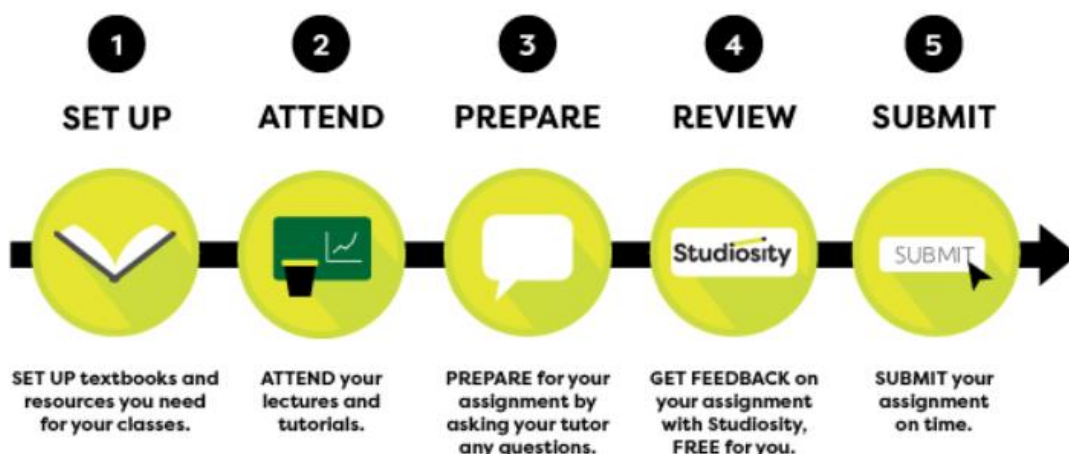 1 2 3 4 5
SET UP ATTEND PREPARE REVIEW SUBMIT
Studiosity
SUBMIT
SET UP textbooks and
resources you need
for your classes.
ATTEND your
lectures and
tutorials.
PREPARE for your
assignment by
asking your tutor
any questions.
GET FEEDBACK on
your assignment
with Studiosity,
FREE for you.
SUBMIT your
assignment
on time.